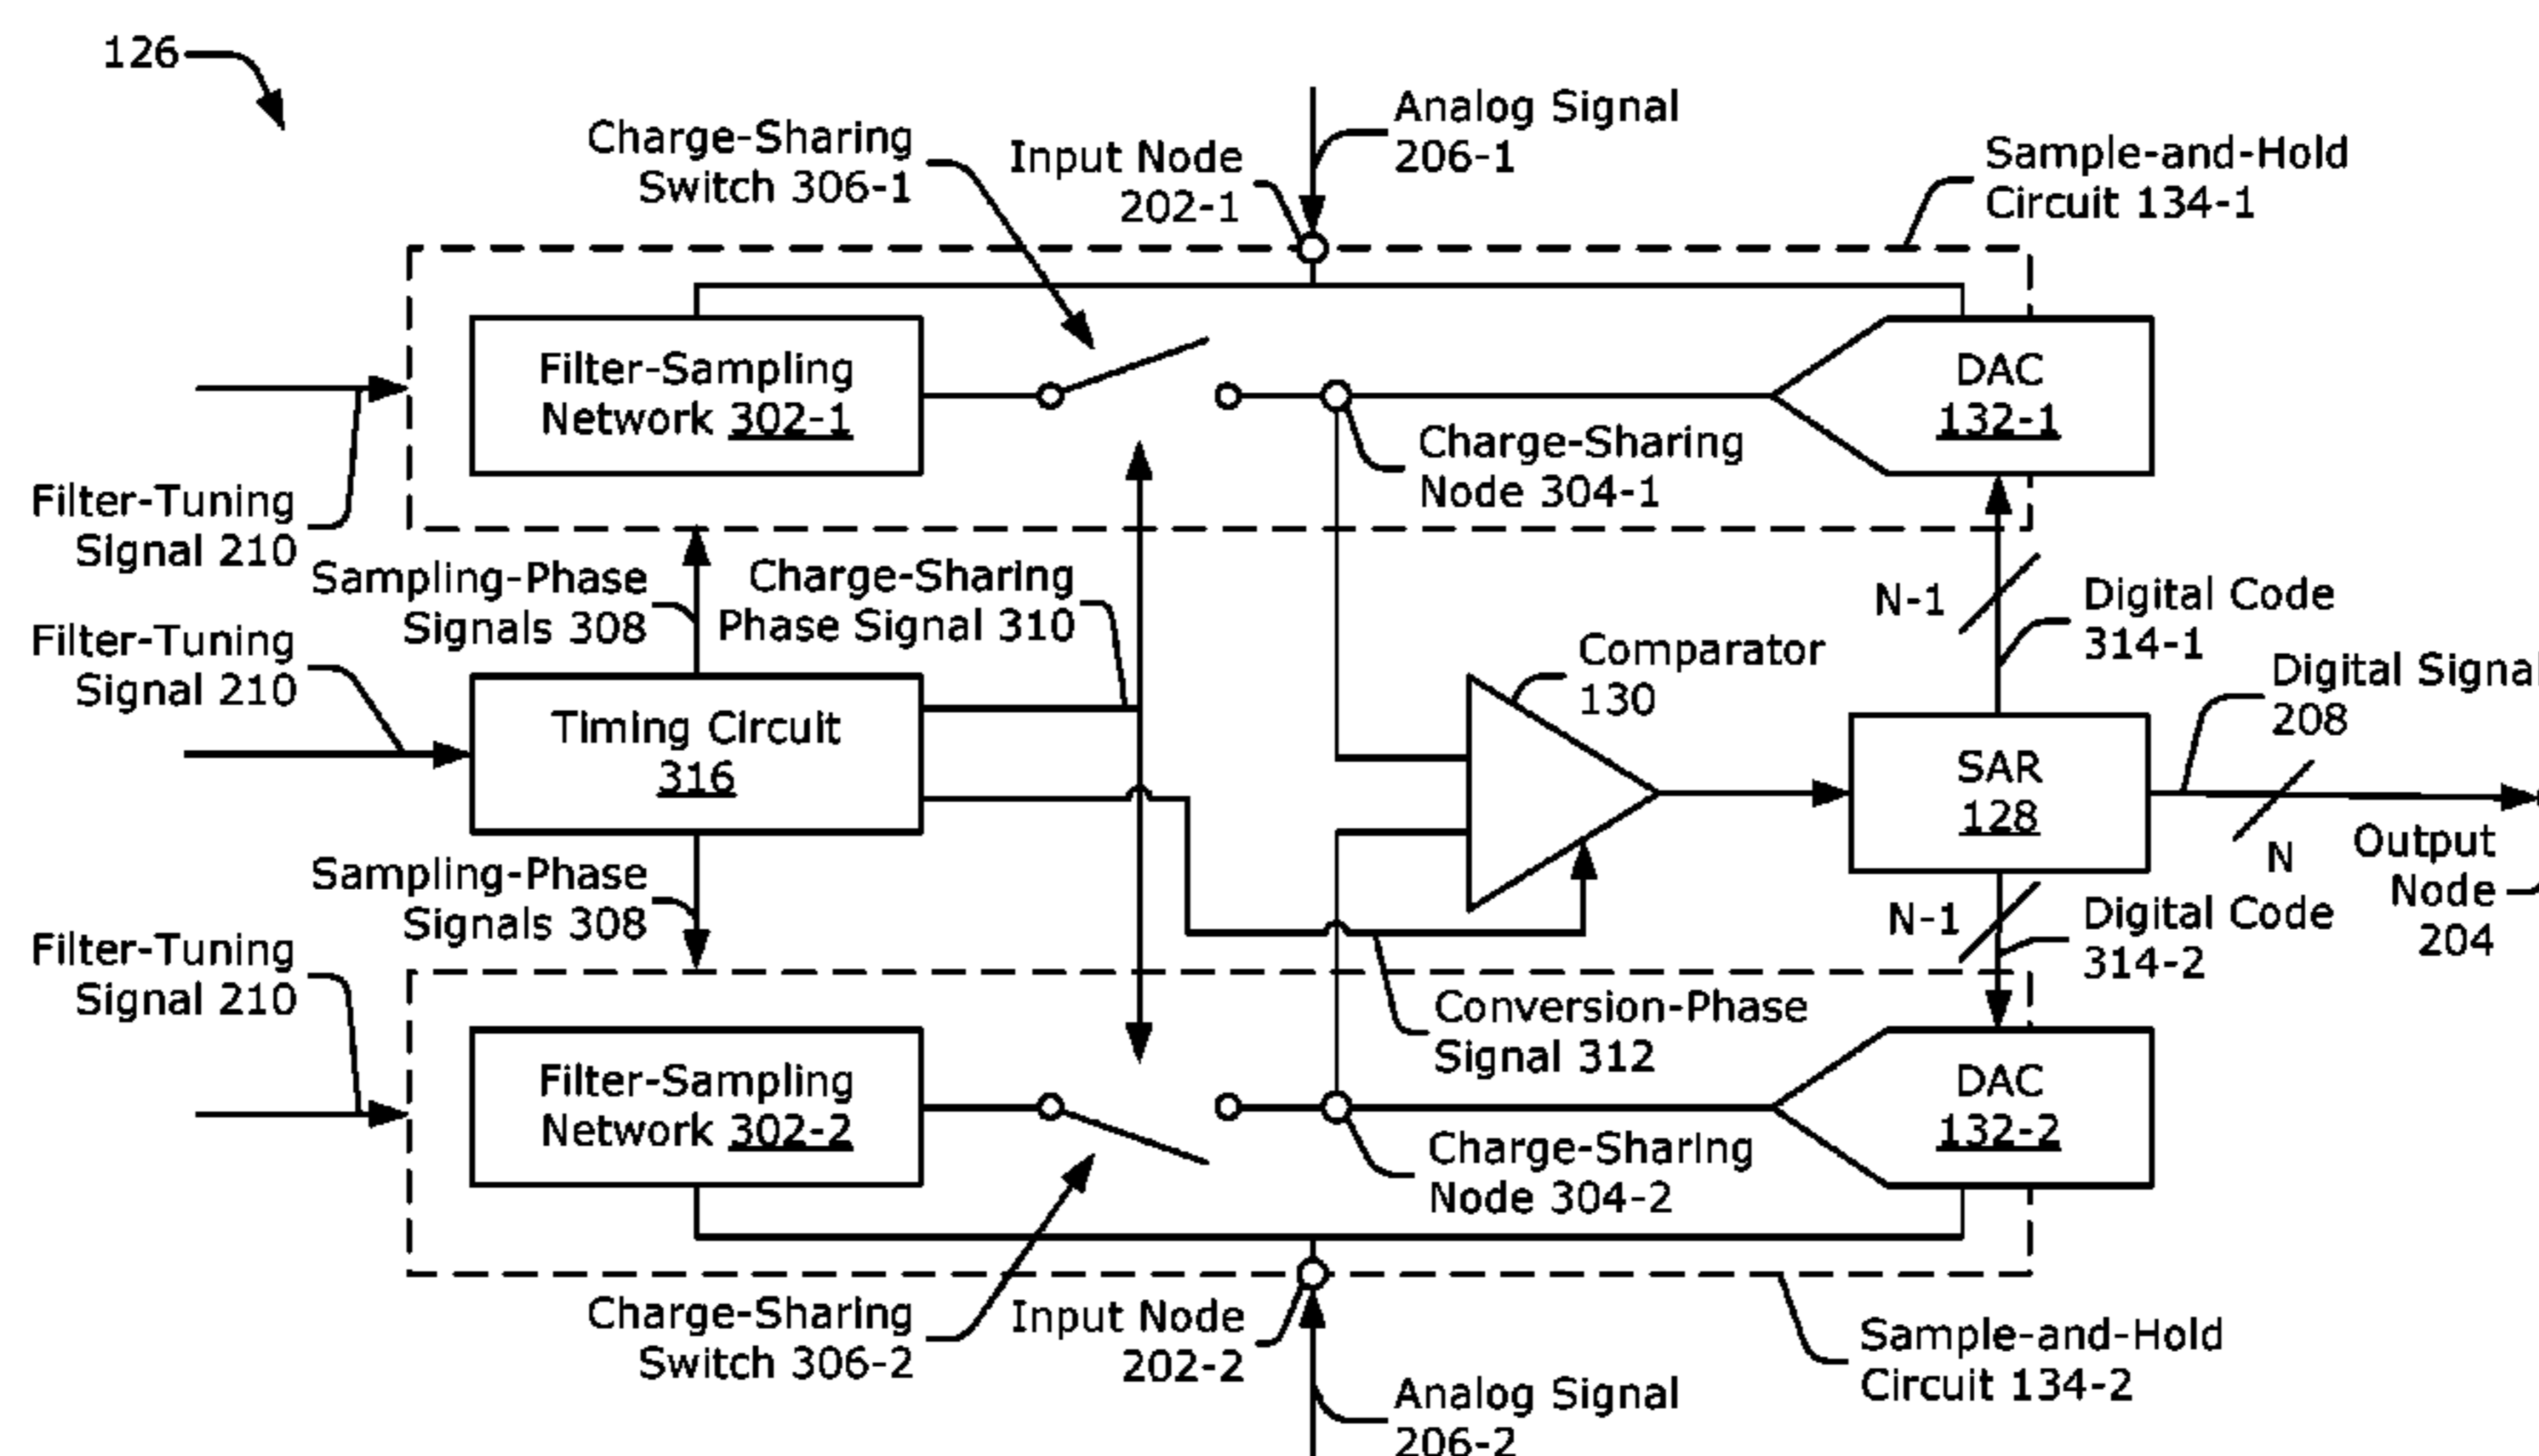 126
Charge-Sharing
Switch 306-1
Input Node
202-1
Analog Signal
206-1
Sample-and-Hold
Circuit 134-1
Filter-Sampling
Network 302-1
DAC
132-1
Charge-Sharing
Node 304-1
Filter-Tuning
Signal 210
Sampling-Phase
Signals 308
Charge-Sharing
Phase Signal 310
N-1
Digital Code
314-1
Filter-Tuning
Signal 210
Comparator
130
Digital Signal
208
Timing Circuit
316
SAR
128
N
Output
Node
204
Sampling-Phase
Signals 308
N-1
Digital Code
314-2
Filter-Tuning
Signal 210
Conversion-Phase
Signal 312
Filter-Sampling
Network 302-2
DAC
132-2
Charge-Sharing
Node 304-2
Charge-Sharing
Switch 306-2
Input Node
202-2
Sample-and-Hold
Circuit 134-2
Analog Signal
206-2